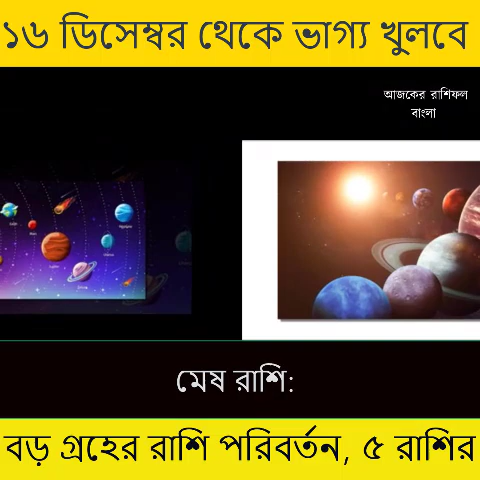 ১৬ ডিসেম্বর থেকে ভাগ্য খুলবে
আজকের রাশিফল
বাংলা
মেষ রাশি:
বড় গ্রহের রাশি পরিবর্তন, ৫ রাশির